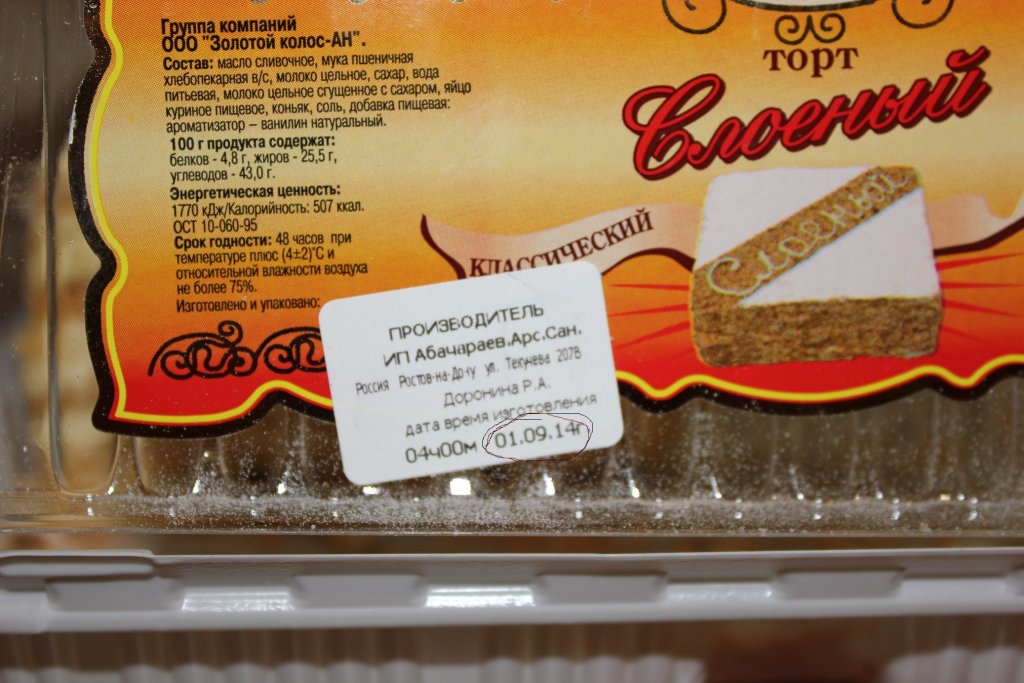 Группа компаний
ООО "Золотой колос-АН".
Состав: масло сливочное, мука пшеничная
хлебопекарная в/с, молоко цельное, сахар, вода
питьевая, молоко цельное сгущенное с сахаром, яйцо
куриное пищевое, коньяк, соль, добавка пищевая:
ароматизатор – ванилин натуральный.
100 г продукта содержат:
белков - 4,8 г, жиров - 25,5 г,
углеводов - 43,0 г.
Энергетическая ценность:
1770 кДж/Калорийность: 507 ккал.
ОСТ 10-060-95
Срок годности: 48 часов при
температуре плюс (4±2)°С и
относительной влажности воздуха
не более 75%.
Изготовлено и упаковано:
торт
Слоеный
КЛАССИЧЕСКИЙ
Слоеный
ПРОИЗВОДИТЕЛЬ
ИП Абачараев.Арс.Сан.
Россия Ростов-на-Дону ул. Текучева 207В
Доронина Р.А.
дата время изготовления
04ч00м 01.09.14г